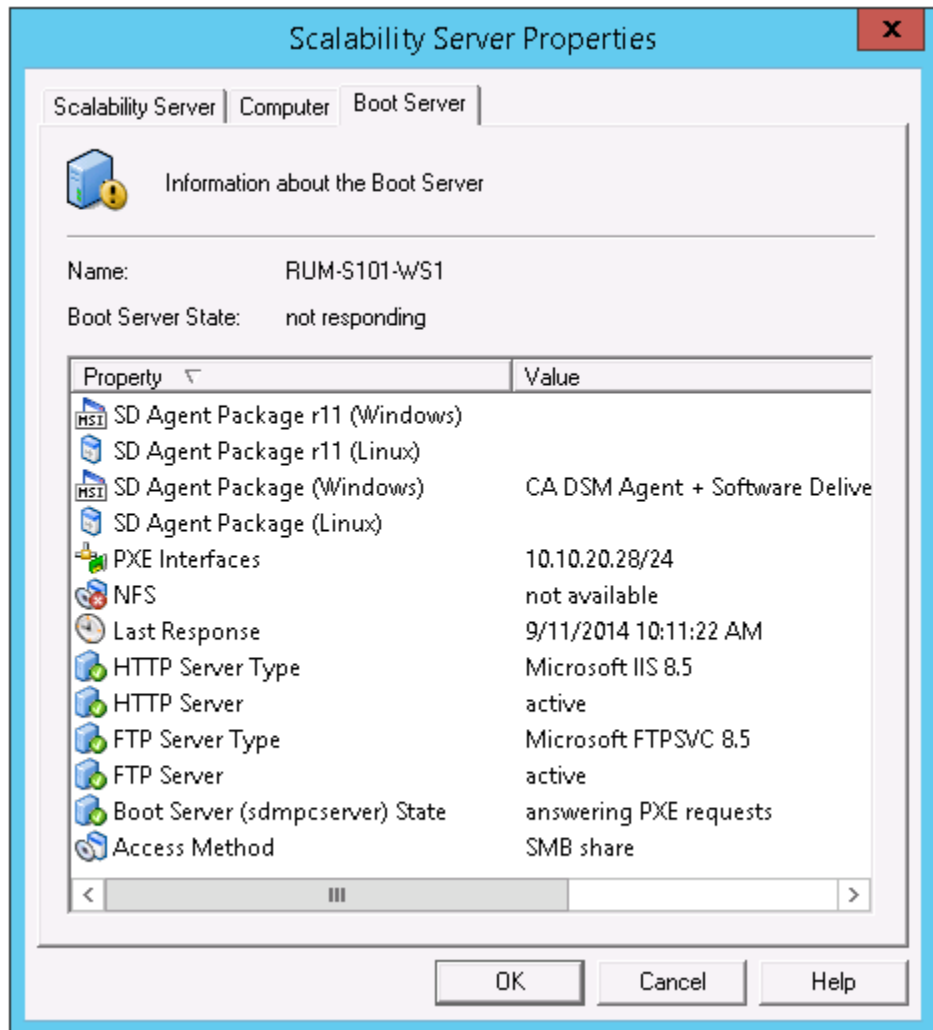 Scalability Server Properties
x
Scalability Server Computer Boot Server
Information about the Boot Server
Name: RUM-S101-WS1
Boot Server State: not responding
Property Value
MSI SD Agent Package r11 (Windows)
SD Agent Package r11 (Linux)
MSI SD Agent Package (Windows) CA DSM Agent + Software Delive
SD Agent Package (Linux)
PXE Interfaces 10.10.20.28/24
NFS not available
Last Response 9/11/2014 10:11:22 AM
HTTP Server Type Microsoft IIS 8.5
HTTP Server active
FTP Server Type Microsoft FTPSVC 8.5
FTP Server active
Boot Server (sdmpcserver) State answering PXE requests
Access Method SMB share
OK Cancel Help